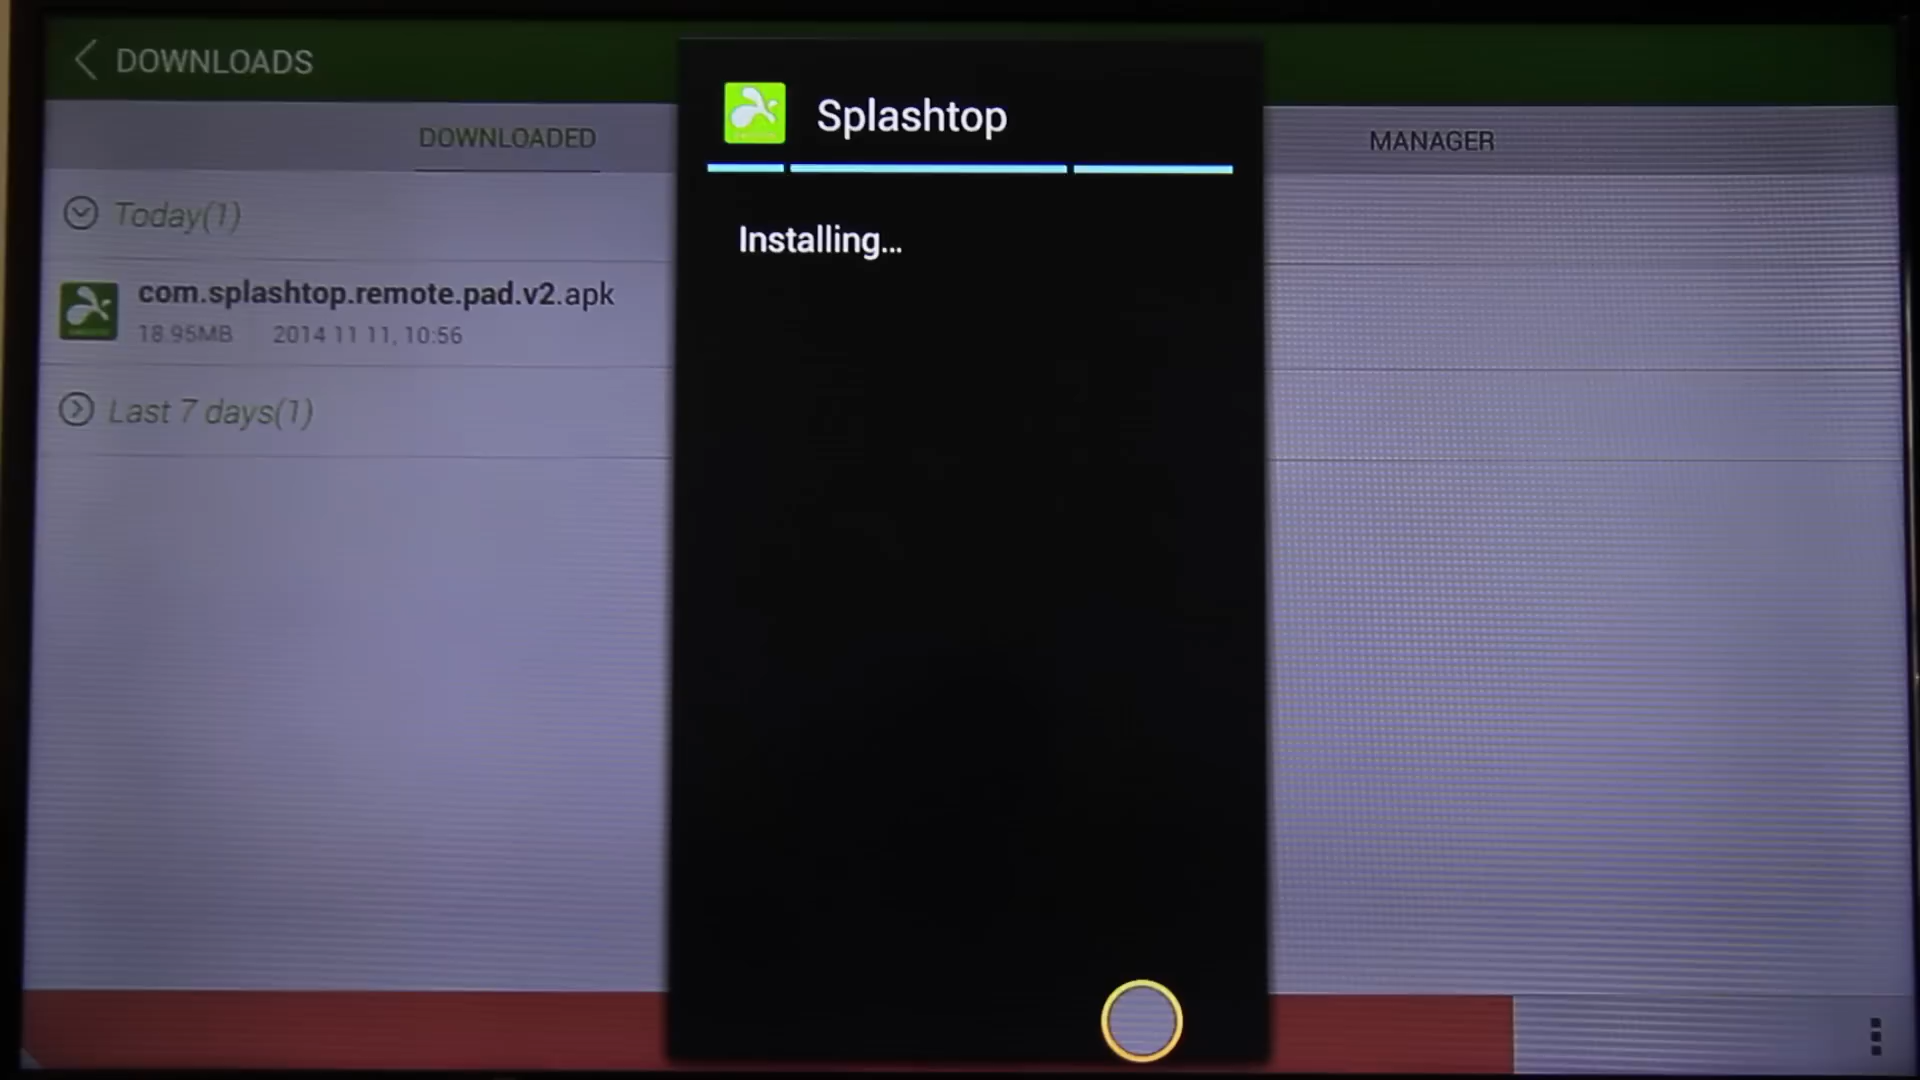 DOWNLOADS
Splashtop
DOWNLOADED
MANAGER
Today(1)
Installing...
com.splashtop.remote.pad.v2.apk
18.95MB 2014 11 11, 10:56
Last 7 days(1)